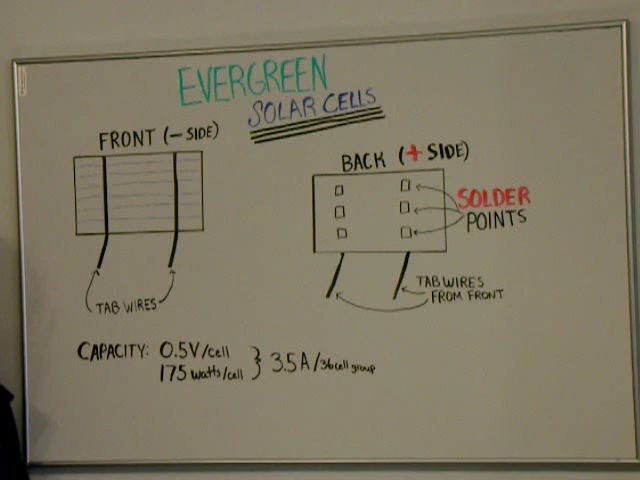 EVERGREEN
SOLAR CELLS
FRONT (- SIDE)
TAB WIRES
BACK (+ SIDE)
SOLDER
POINTS
TAB WIRES
FROM FRONT
CAPACITY: 0.5V/cell
175 watts/cell } 3.5A/36 cell group